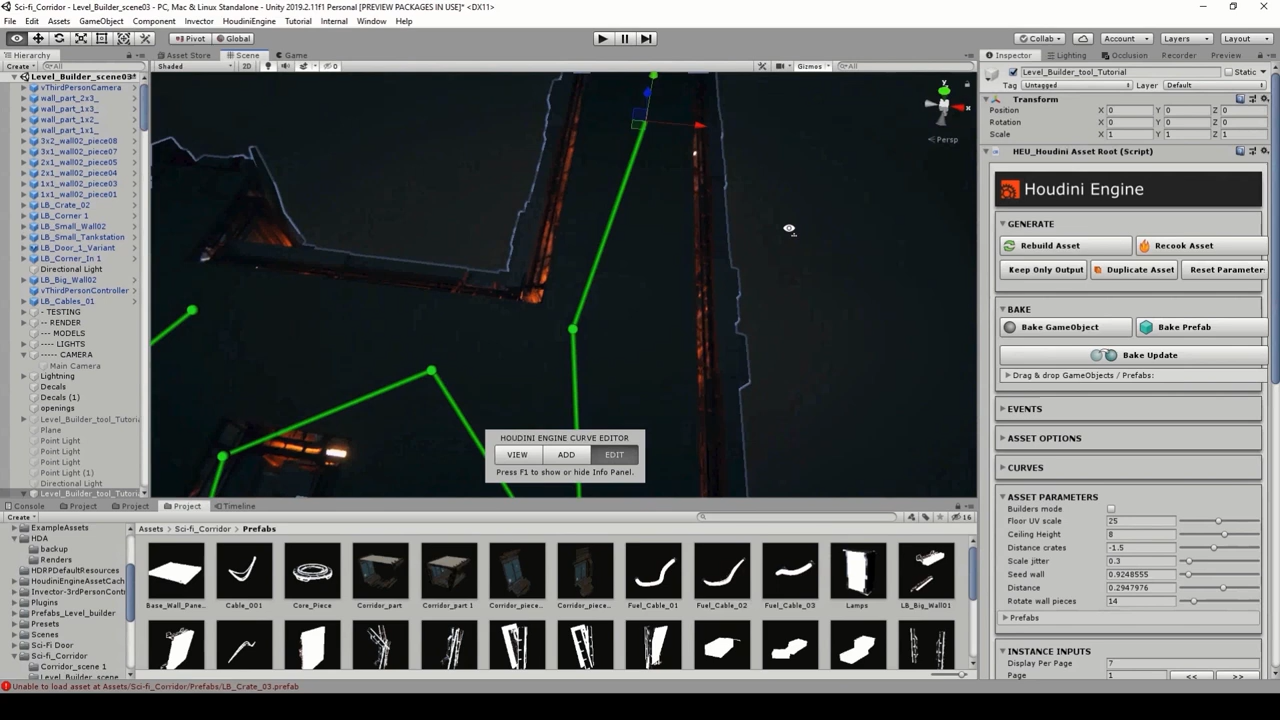 Sci-fi_Corridor - Level_Builder_scene03 - PC, Mac & Linux Standalone - Unity 2019.2.11f1 Personal [PREVIEW PACKAGES IN USE]* <DX11>
File Edit Assets GameObject Component Invector HoudiniEngine Tutorial Internal Window Help
Pivot Global Collab Account Layers Layout
Hierarchy
Create All
Level_Builder_scene03*
vThirdPersonCamera
wall_part_2x3_
wall_part_1x3_
wall_part_1x2_
wall_part_1x1_
3x2_wall02_piece08
3x1_wall02_piece07
2x1_wall02_piece05
2x1_wall02_piece04
1x1_wall02_piece03
1x1_wall02_piece01
LB_Crate_02
LB_Corner 1
LB_Small_Wall02
LB_Small_Tankstation
LB_Door_1_Variant
LB_Corner_In 1
Directional Light
LB_Big_Wall02
vThirdPersonController
LB_Cables_01
- TESTING
-- RENDER
--- MODELS
---- LIGHTS
----- CAMERA
Main Camera
Lightning
Decals
Decals (1)
openings
Level_Builder_tool_Tutoria
Plane
Point Light
Point Light
Point Light
Point Light (1)
Directional Light
Level_Builder_tool_Tutoria
Asset Store Scene Game
Shaded 2D 0 Gizmos All
y
x
Persp
HOUDINI ENGINE CURVE EDITOR
VIEW ADD EDIT
Press F1 to show or hide Info Panel.
Inspector Lighting Occlusion Recorder Preview
Level_Builder_tool_Tutorial Static
Tag Untagged Layer Default
Transform
Position X 0 Y 0 Z 0
Rotation X 0 Y 0 Z 0
Scale X 1 Y 1 Z 1
HEU_Houdini Asset Root (Script)
Houdini Engine
GENERATE
Rebuild Asset Recook Asset
Keep Only Output Duplicate Asset Reset Parameter
BAKE
Bake GameObject Bake Prefab
Bake Update
Drag & drop GameObjects / Prefabs:
EVENTS
ASSET OPTIONS
CURVES
ASSET PARAMETERS
Builders mode
Floor UV scale 25
Ceiling Height 8
Distance crates -1.5
Scale jitter 0.3
Seed wall 0.9248555
Distance 0.2947976
Rotate wall pieces 14
Prefabs
INSTANCE INPUTS
Display Per Page 7
Page 1 << >>
Console Project Project Project Timeline
Create 16
ExampleAssets
HDA
backup
Renders
HDRPDefaultResources
HoudiniEngineAssetCach
Invector-3rdPersonContr
Plugins
Prefabs_Level_builder
Presets
Scenes
Sci-Fi Door
Sci-fi_Corridor
Corridor_scene 1
Level_Builder_scene
Assets Sci-fi_Corridor Prefabs
Base_Wall_Pane... Cable_001 Core_Piece Corridor_part Corridor_part 1 Corridor_piece... Corridor_piece... Fuel_Cable_01 Fuel_Cable_02 Fuel_Cable_03 Lamps LB_Big_Wall01
Unable to load asset at Assets/Sci-fi_Corridor/Prefabs/LB_Crate_03.prefab